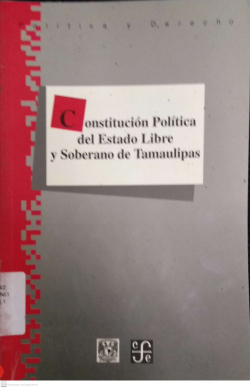 Política y Derecho
Constitución Política
del Estado Libre
y Soberano de Tamaulipas